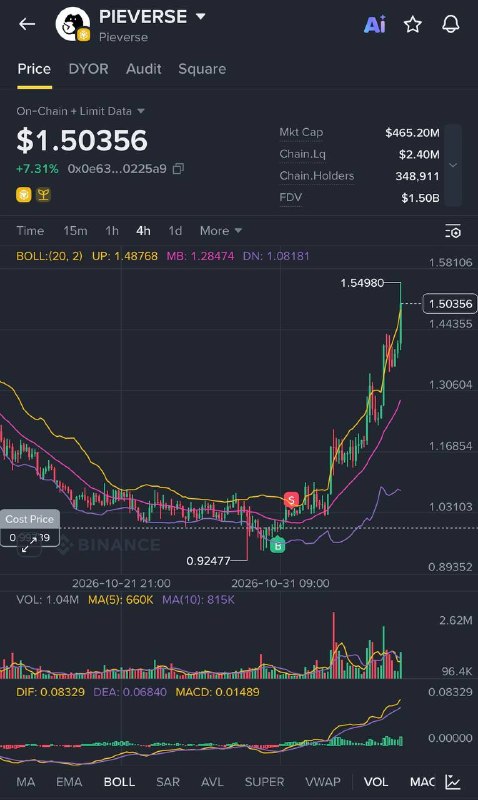 PIEVERSE
Pieverse
Ai
Price DYOR Audit Square
On-Chain + Limit Data
$1.50356
+7.31% 0x0e63...0225a9
Mkt Cap $465.20M
Chain.Lq $2.40M
Chain.Holders 348,911
FDV $1.50B
Time 15m 1h 4h 1d More
BOLL:(20, 2) UP: 1.48768 MB: 1.28474 DN: 1.08181
1.58106
1.54980
1.50356
1.44355
1.30604
1.16854
S
1.03103
Cost Price
B
BINANCE
0.92477
0.89352
2026-10-21 21:00 2026-10-31 09:00
VOL: 1.04M MA(5): 660K MA(10): 815K
2.62M
96.4K
DIF: 0.08329 DEA: 0.06840 MACD: 0.01489
0.08329
0.00000
MA EMA BOLL SAR AVL SUPER VWAP VOL MAC